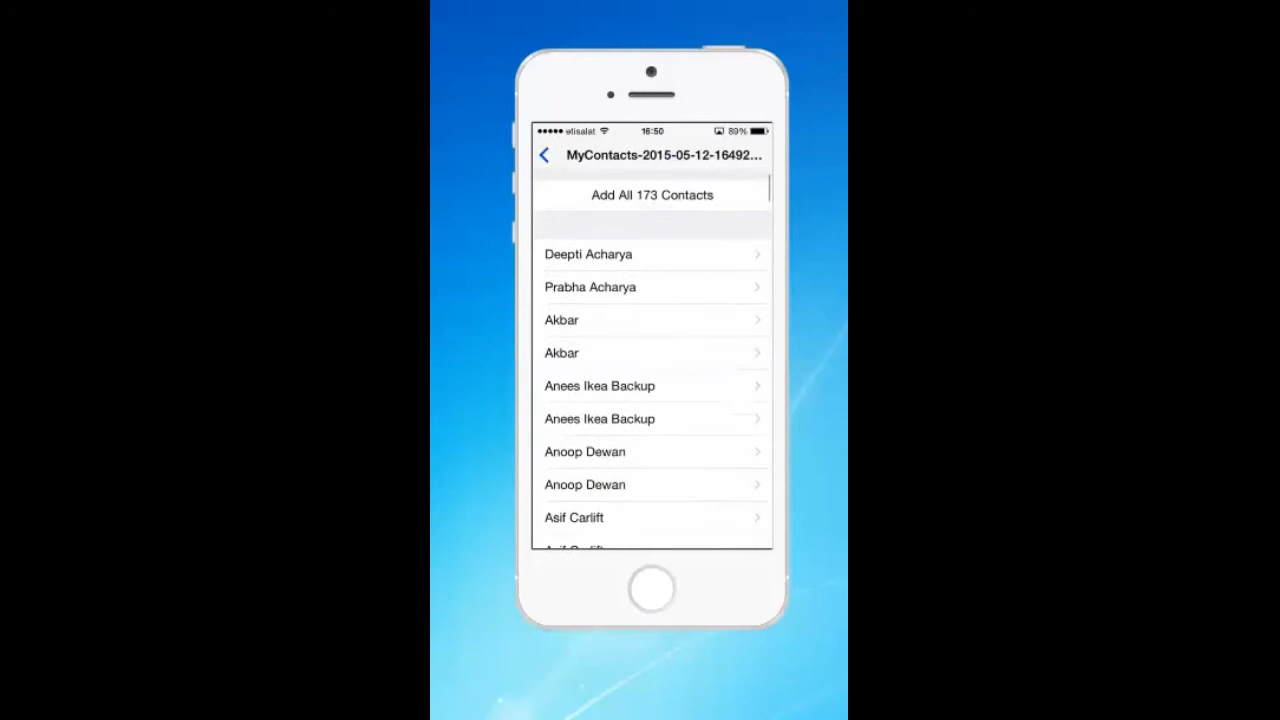 etisalat 16:50 89%
MyContacts-2015-05-12-16492...
Add All 173 Contacts
Deepti Acharya
Prabha Acharya
Akbar
Akbar
Anees Ikea Backup
Anees Ikea Backup
Anoop Dewan
Anoop Dewan
Asif Carlift